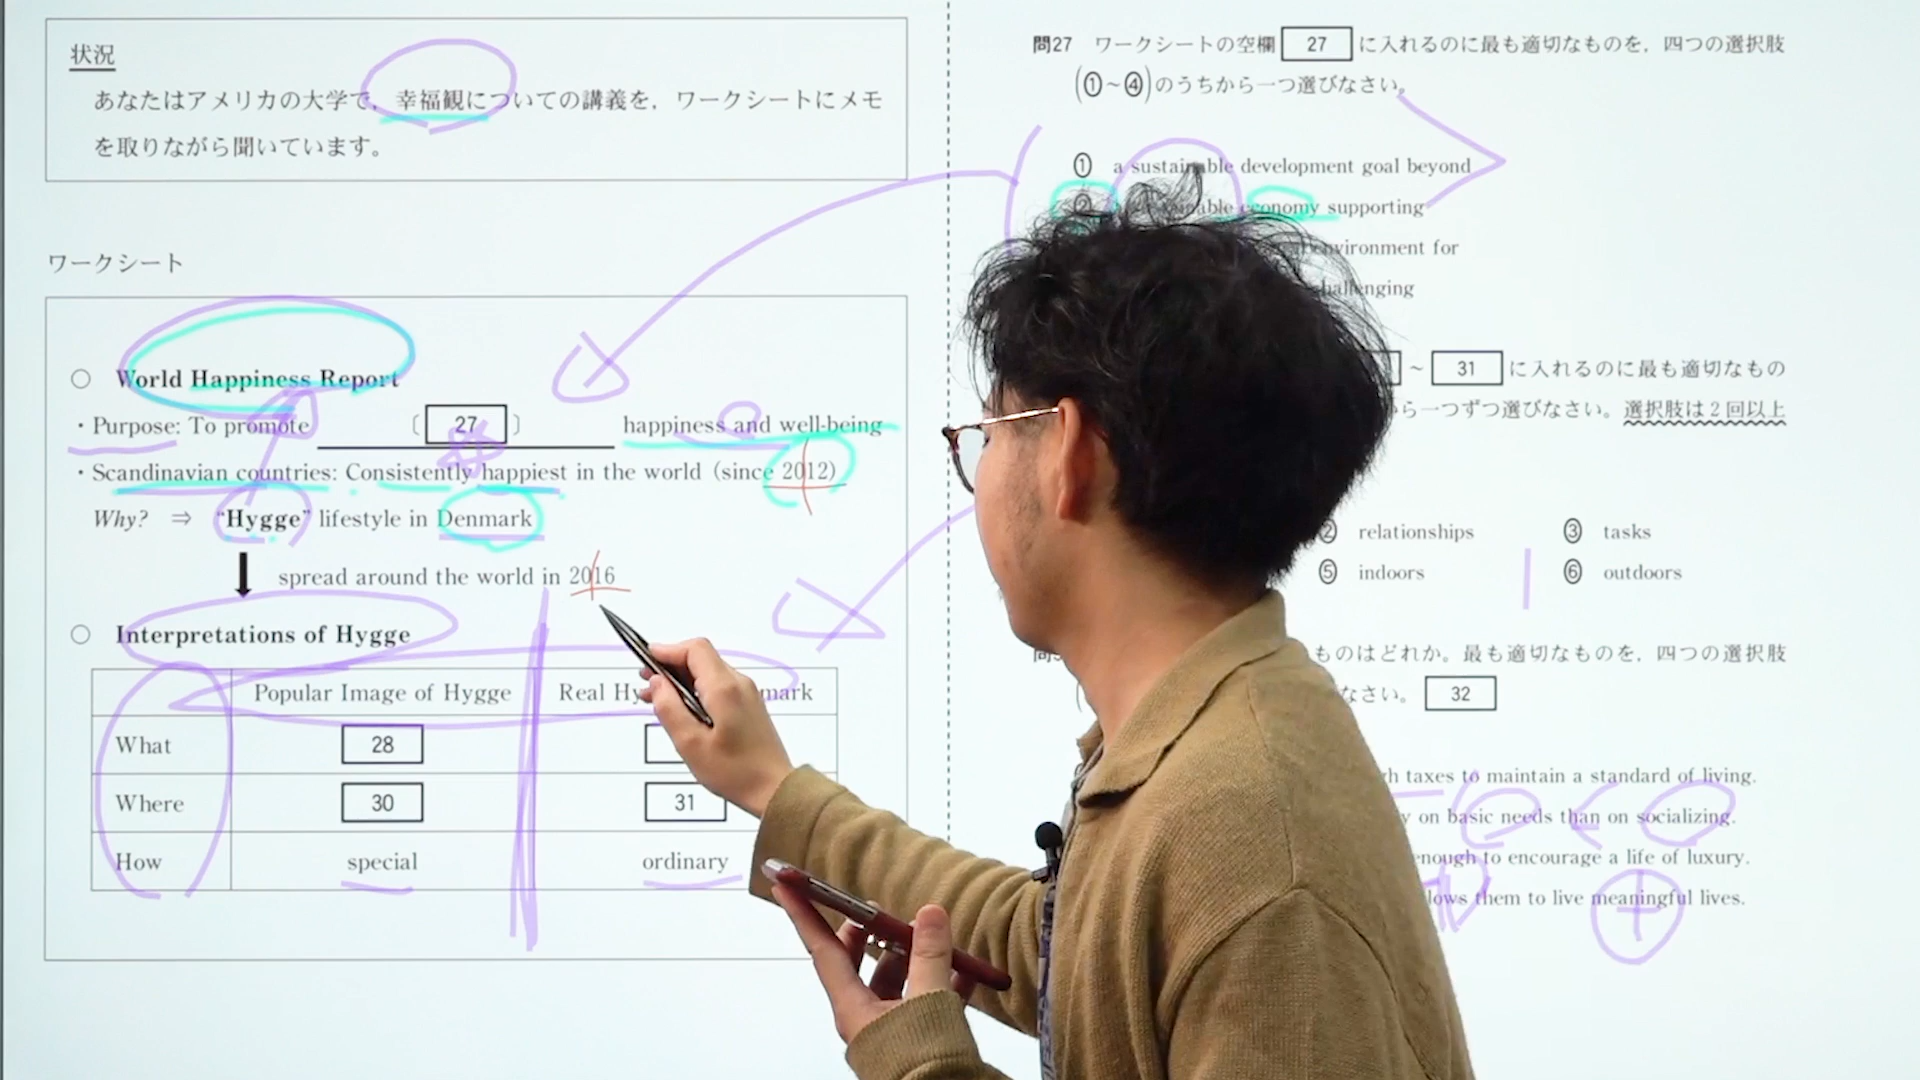 状況
あなたはアメリカの大学で，幸福観についての講義を，ワークシートにメモ
を取りながら聞いています。
ワークシート
○ World Happiness Report
・Purpose: To promote 〔 27 〕 happiness and well-being
・Scandinavian countries: Consistently happiest in the world (since 2012)
Why? ⇒ "Hygge" lifestyle in Denmark
spread around the world in 2016
○ Interpretations of Hygge
Popular Image of Hygge Real Hy mark
What 28
Where 30 31
How special ordinary
問27 ワークシートの空欄 27 に入れるのに最も適切なものを，四つの選択肢
(①～④)のうちから一つ選びなさい。
① a sustainable development goal beyond
② economy supporting
environment for
challenging
～ 31 に入れるのに最も適切なもの
から一つずつ選びなさい。選択肢は2回以上
② relationships ③ tasks
⑤ indoors ⑥ outdoors
ものはどれか。最も適切なものを，四つの選択肢
なさい。 32
taxes to maintain a standard of living.
on basic needs than on socializing.
enough to encourage a life of luxury.
them to live meaningful lives.